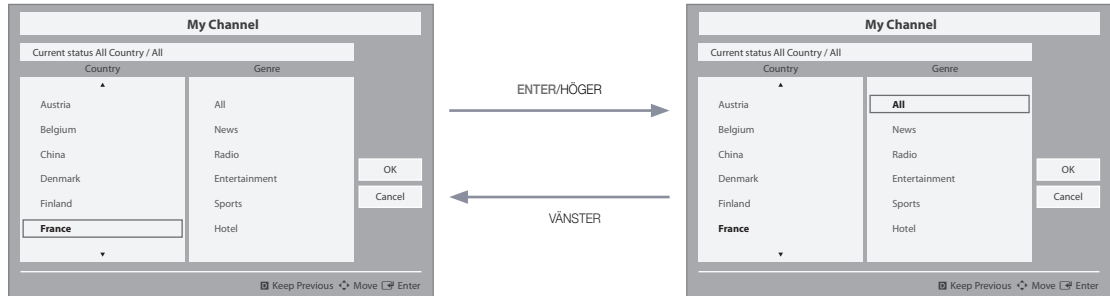 My Channel
Current status All Country / All
Country Genre
▲
Austria All
Belgium News
China Radio
Denmark Entertainment
Finland Sports
France Hotel
▼
OK
Cancel
D Keep Previous Move Enter
ENTER/HÖGER
VÄNSTER
My Channel
Current status All Country / All
Country Genre
▲
Austria All
Belgium News
China Radio
Denmark Entertainment
Finland Sports
France Hotel
▼
OK
Cancel
D Keep Previous Move Enter